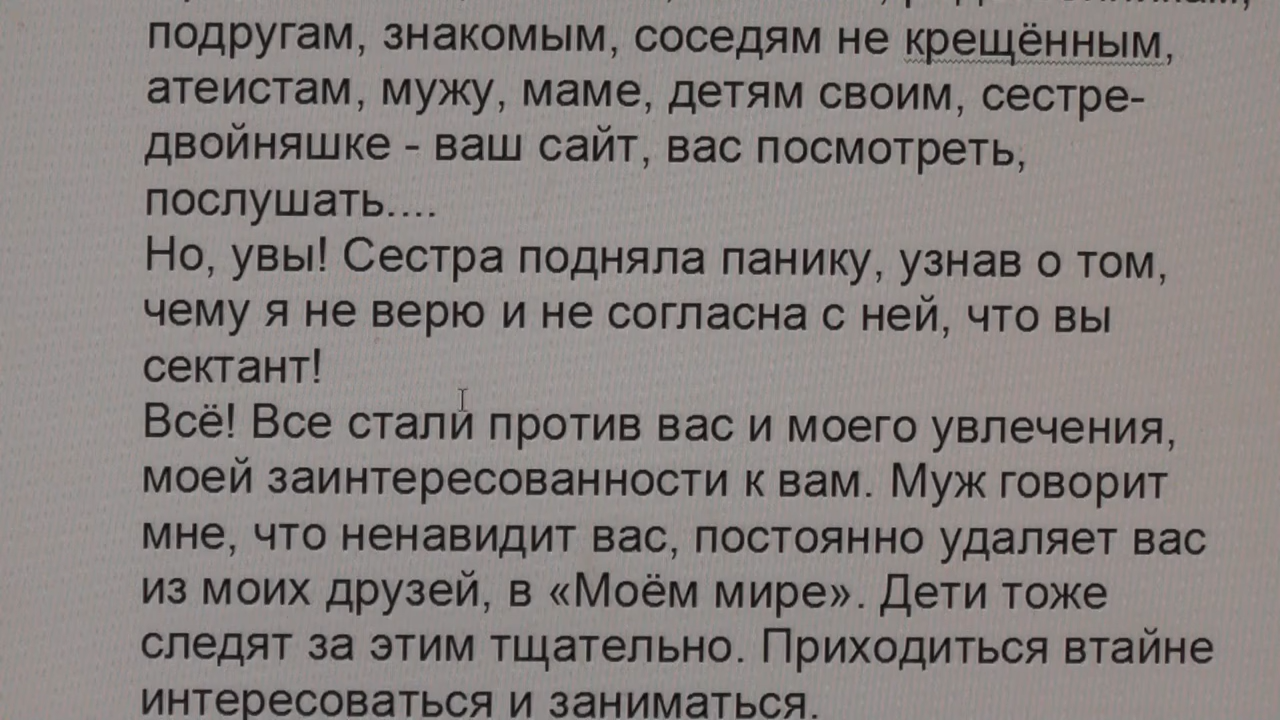 подругам, знакомым, соседям не крещённым,
атеистам, мужу, маме, детям своим, сестре-
двойняшке - ваш сайт, вас посмотреть,
послушать....
Но, увы! Сестра подняла панику, узнав о том,
чему я не верю и не согласна с ней, что вы
сектант!
Всё! Все стали против вас и моего увлечения,
моей заинтересованности к вам. Муж говорит
мне, что ненавидит вас, постоянно удаляет вас
из моих друзей, в «Моём мире». Дети тоже
следят за этим тщательно. Приходиться втайне
интересоваться и заниматься.